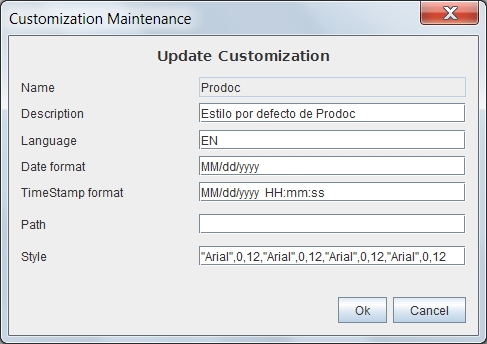 Customization Maintenance
Update Customization
Name Prodoc
Description Estilo por defecto de Prodoc
Language EN
Date format MM/dd/yyyy
TimeStamp format MM/dd/yyyy HH:mm:ss
Path
Style "Arial",0,12,"Arial",0,12,"Arial",0,12,"Arial",0,12
Ok Cancel